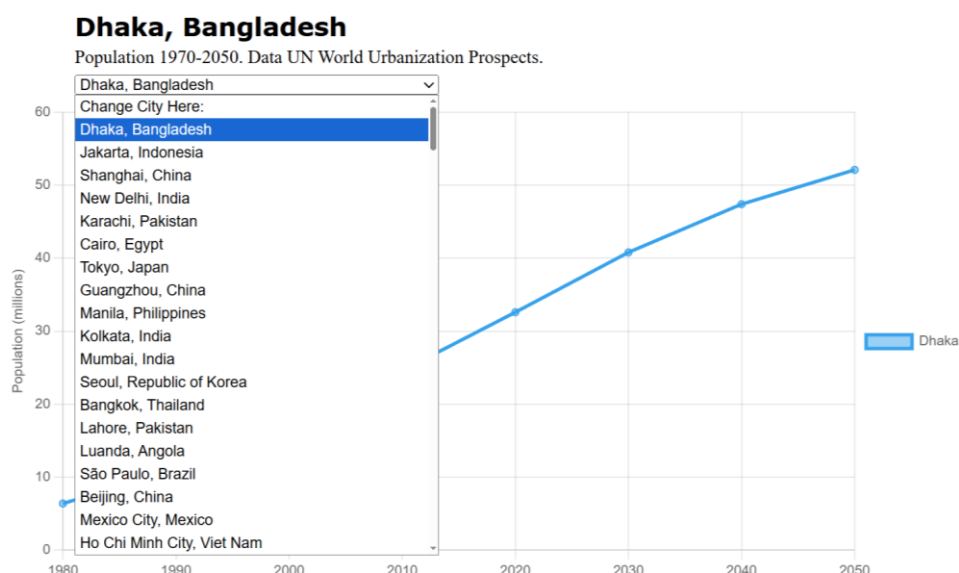 Dhaka, Bangladesh
Population 1970-2050. Data UN World Urbanization Prospects.
Dhaka, Bangladesh
Change City Here:
Dhaka, Bangladesh
Jakarta, Indonesia
Shanghai, China
New Delhi, India
Karachi, Pakistan
Cairo, Egypt
Tokyo, Japan
Guangzhou, China
Manila, Philippines
Kolkata, India
Mumbai, India
Seoul, Republic of Korea
Bangkok, Thailand
Lahore, Pakistan
Luanda, Angola
São Paulo, Brazil
Beijing, China
Mexico City, Mexico
Ho Chi Minh City, Viet Nam
Population (millions)
60
50
40
30
20
10
0
1980 1990 2000 2010 2020 2030 2040 2050
Dhaka